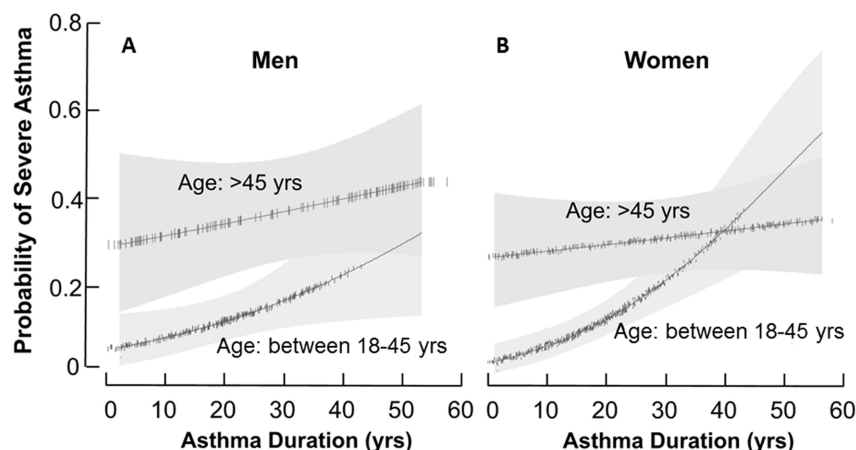 A
Men
B
Women
Probability of Severe Asthma
0.8
0.6
0.4
0.2
0
Age: >45 yrs
Age: between 18-45 yrs
Age: >45 yrs
Age: between 18-45 yrs
0 10 20 30 40 50 60
0 10 20 30 40 50 60
Asthma Duration (yrs)
Asthma Duration (yrs)